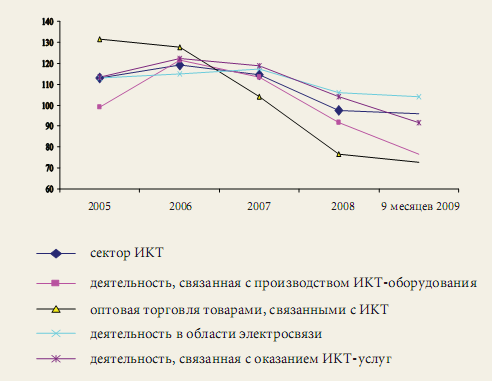 140
130
120
110
100
90
80
70
60
2005 2006 2007 2008 9 месяцев 2009
сектор ИКТ
деятельность, связанная с производством ИКТ-оборудования
оптовая торговля товарами, связанными с ИКТ
деятельность в области электросвязи
деятельность, связанная с оказанием ИКТ-услуг